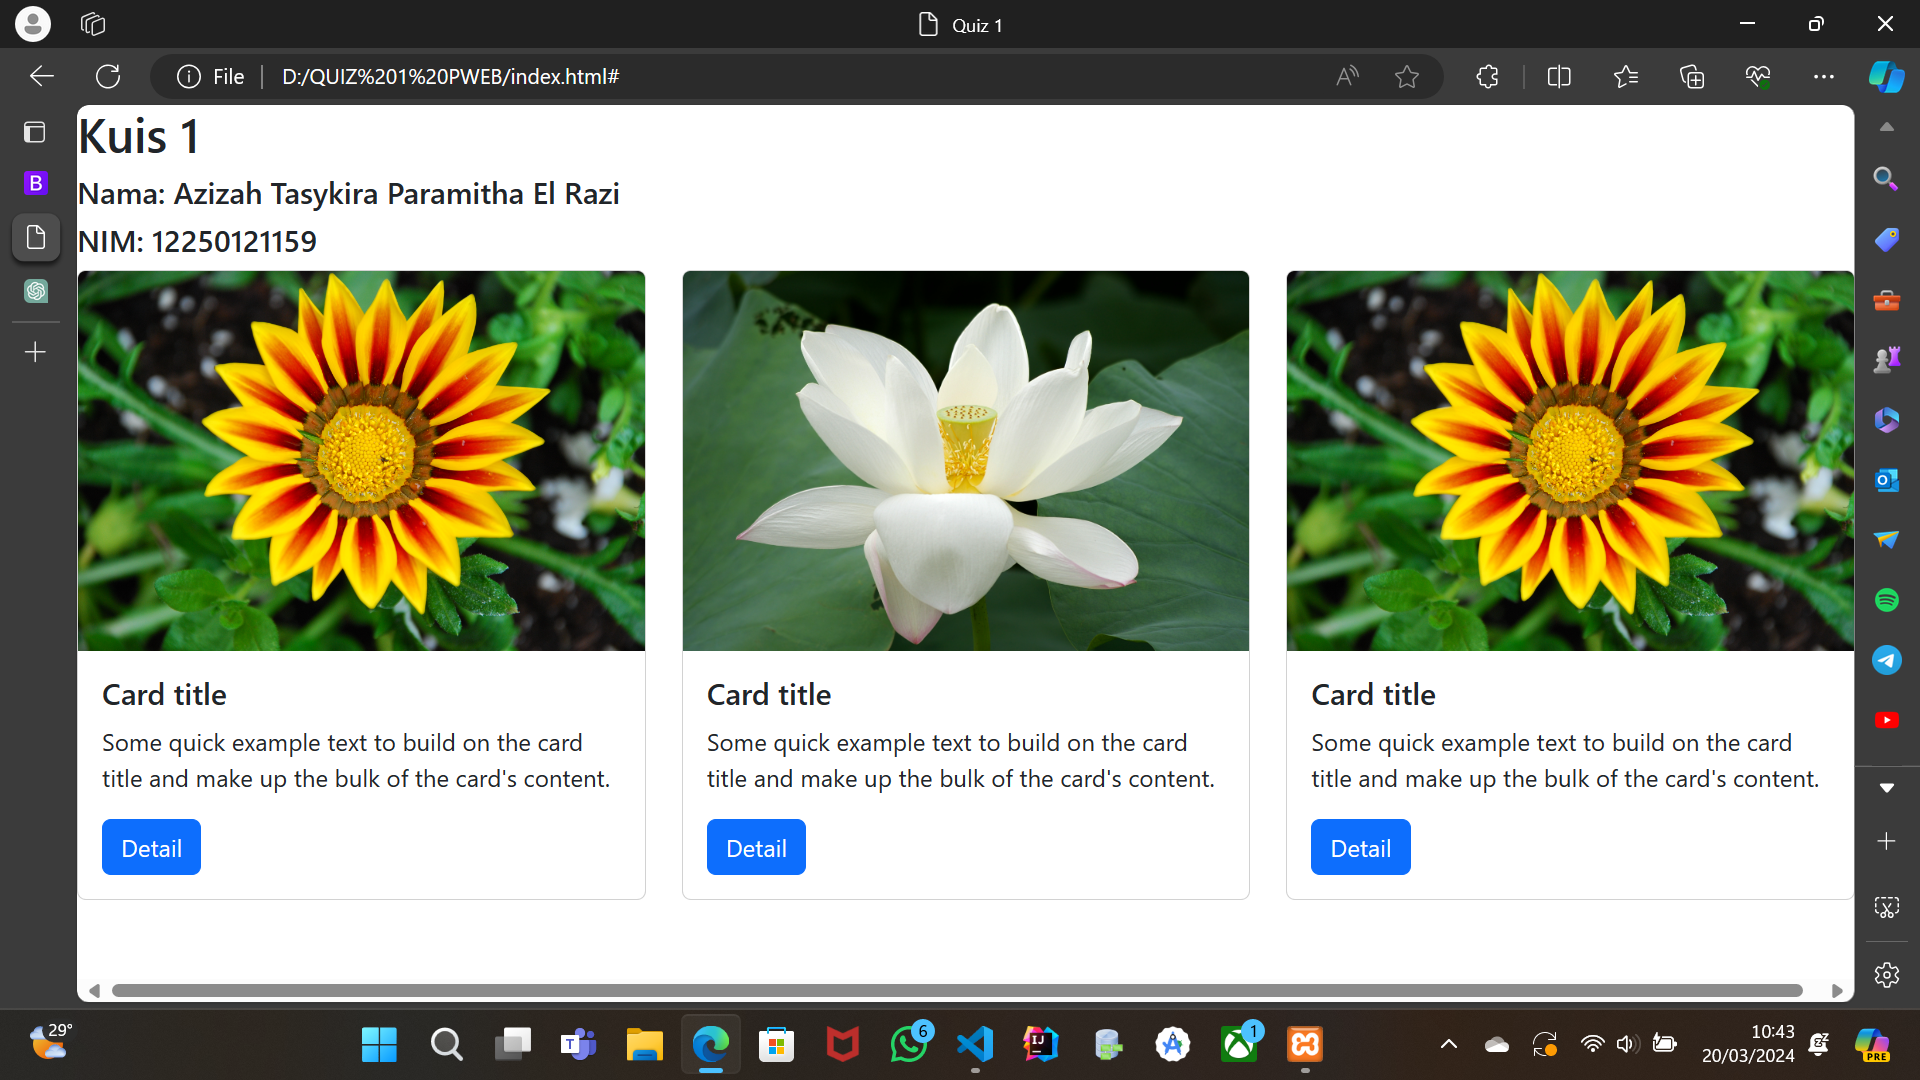 Quiz 1
File
D:/QUIZ%201%20PWEB/index.html#
Kuis 1
Nama: Azizah Tasykira Paramitha El Razi
NIM: 12250121159
Card title
Some quick example text to build on the card
title and make up the bulk of the card's content.
Detail
Card title
Some quick example text to build on the card
title and make up the bulk of the card's content.
Detail
Card title
Some quick example text to build on the card
title and make up the bulk of the card's content.
Detail
29°
6
1
10:43
20/03/2024
PRE